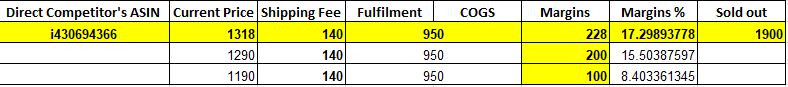 Direct Competitor's ASIN Current Price Shipping Fee Fulfilment COGS Margins Margins % Sold out
i430694366 1318 140 950 228 17.29893778 1900
1290 140 950 200 15.50387597
1190 140 950 100 8.403361345